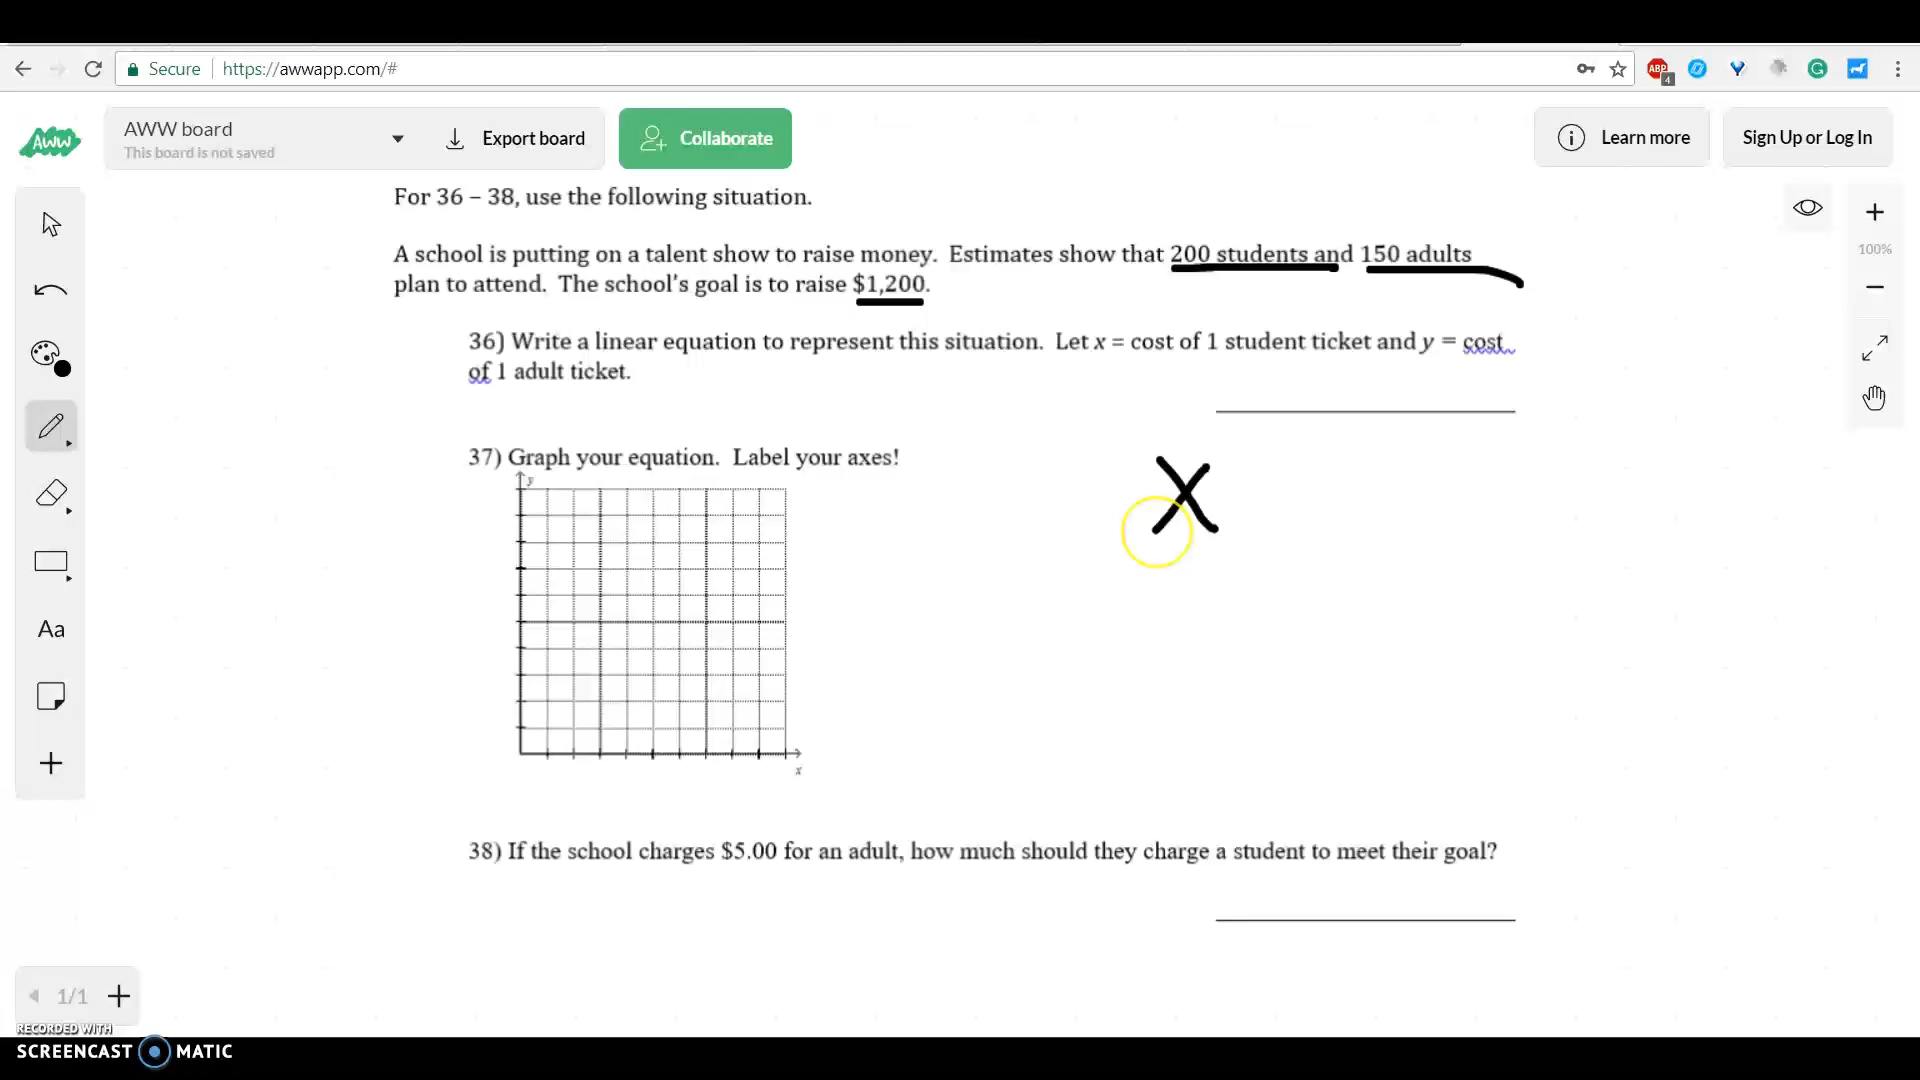 Secure https://awwapp.com/#
ABP
4
G
AWW
AWW board
This board is not saved
Export board
Collaborate
Learn more
Sign Up or Log In
For 36 – 38, use the following situation.
100%
A school is putting on a talent show to raise money. Estimates show that 200 students and 150 adults
plan to attend. The school's goal is to raise $1,200.
36) Write a linear equation to represent this situation. Let x = cost of 1 student ticket and y = cost
of 1 adult ticket.
37) Graph your equation. Label your axes!
y
X
Aa
x
38) If the school charges $5.00 for an adult, how much should they charge a student to meet their goal?
1/1
RECORDED WITH
SCREENCAST MATIC